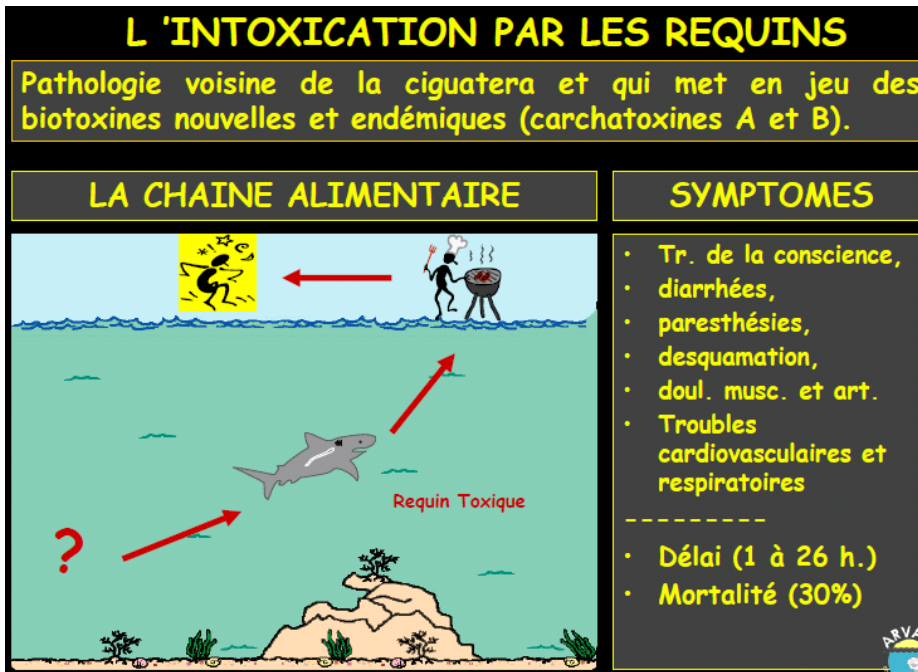 L 'INTOXICATION PAR LES REQUINS
Pathologie voisine de la ciguatera et qui met en jeu des
biotoxines nouvelles et endémiques (carchatoxines A et B).
LA CHAINE ALIMENTAIRE
?
Requin Toxique
SYMPTOMES
• Tr. de la conscience,
• diarrhées,
• paresthésies,
• desquamation,
• doul. musc. et art.
• Troubles
cardiovasculaires et
respiratoires
---------
• Délai (1 à 26 h.)
• Mortalité (30%)